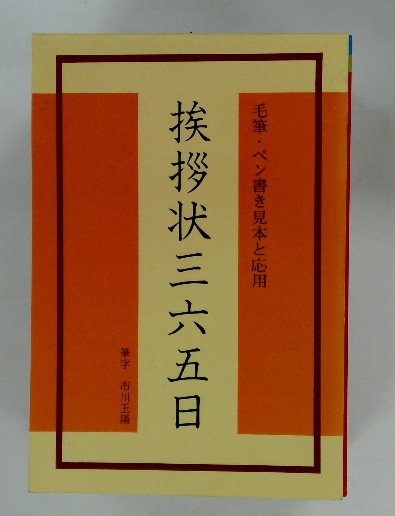 毛筆・ペン書き見本と応用
挨拶状三六五日
筆字 市川玉陽